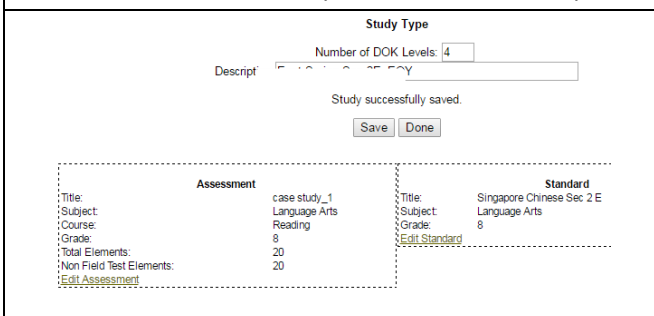 Study Type
Number of DOK Levels: 4
Descript
Study successfully saved.
Save Done
Assessment
Title: case study_1
Subject: Language Arts
Course: Reading
Grade: 8
Total Elements: 20
Non Field Test Elements: 20
Edit Assessment
Standard
Title: Singapore Chinese Sec 2 E
Subject: Language Arts
Grade: 8
Edit Standard